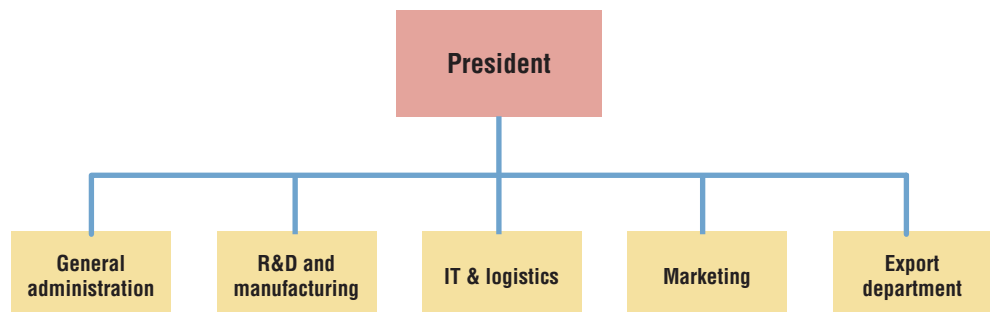 President
General
administration
R&D and
manufacturing
IT & logistics
Marketing
Export
department